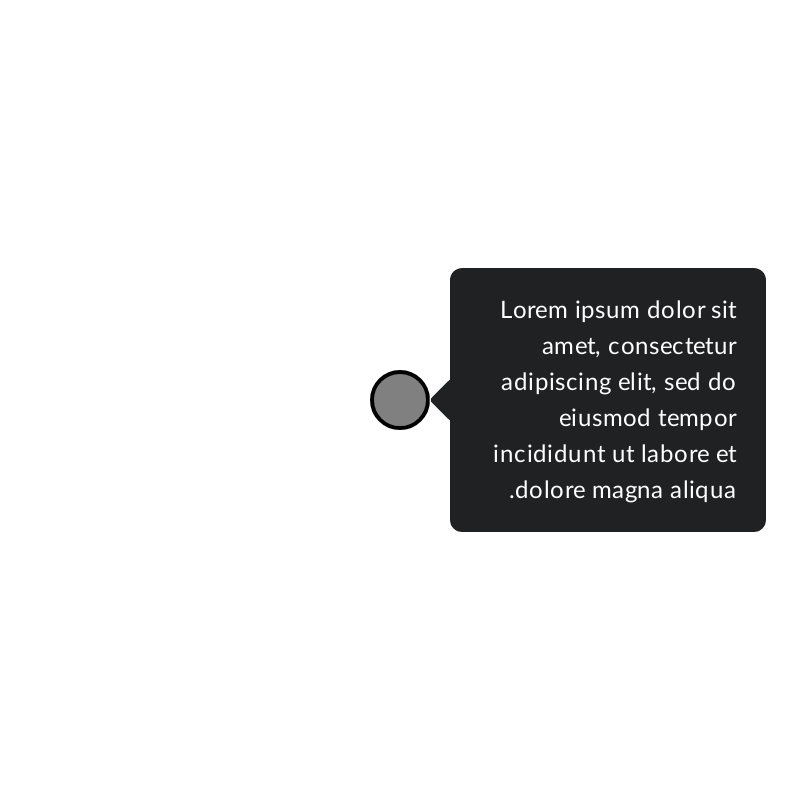 Lorem ipsum dolor sit
amet, consectetur
adipiscing elit, sed do
eiusmod tempor
incididunt ut labore et
.dolore magna aliqua